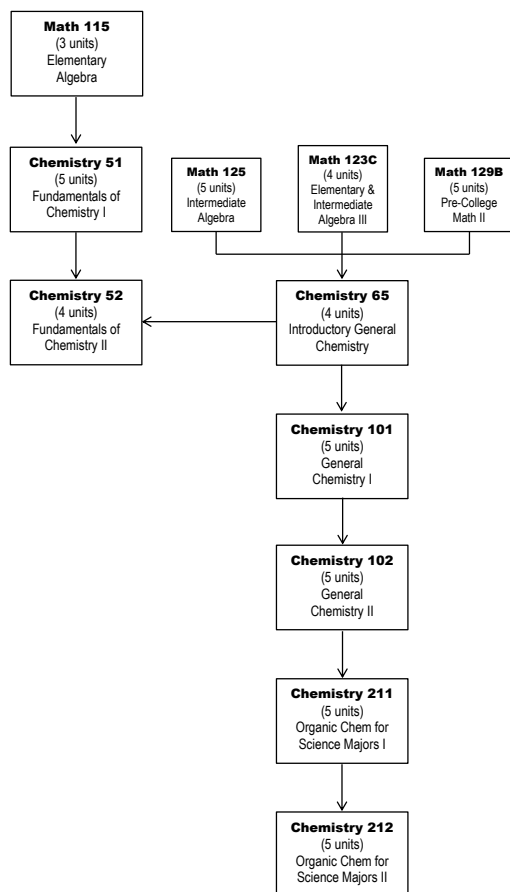 Math 115
(3 units)
Elementary
Algebra
Chemistry 51
(5 units)
Fundamentals of
Chemistry I
Math 125
(5 units)
Intermediate
Algebra
Math 123C
(4 units)
Elementary &
Intermediate
Algebra III
Math 129B
(5 units)
Pre-College
Math II
Chemistry 52
(4 units)
Fundamentals of
Chemistry II
Chemistry 65
(4 units)
Introductory General
Chemistry
Chemistry 101
(5 units)
General
Chemistry I
Chemistry 102
(5 units)
General
Chemistry II
Chemistry 211
(5 units)
Organic Chem for
Science Majors I
Chemistry 212
(5 units)
Organic Chem for
Science Majors II